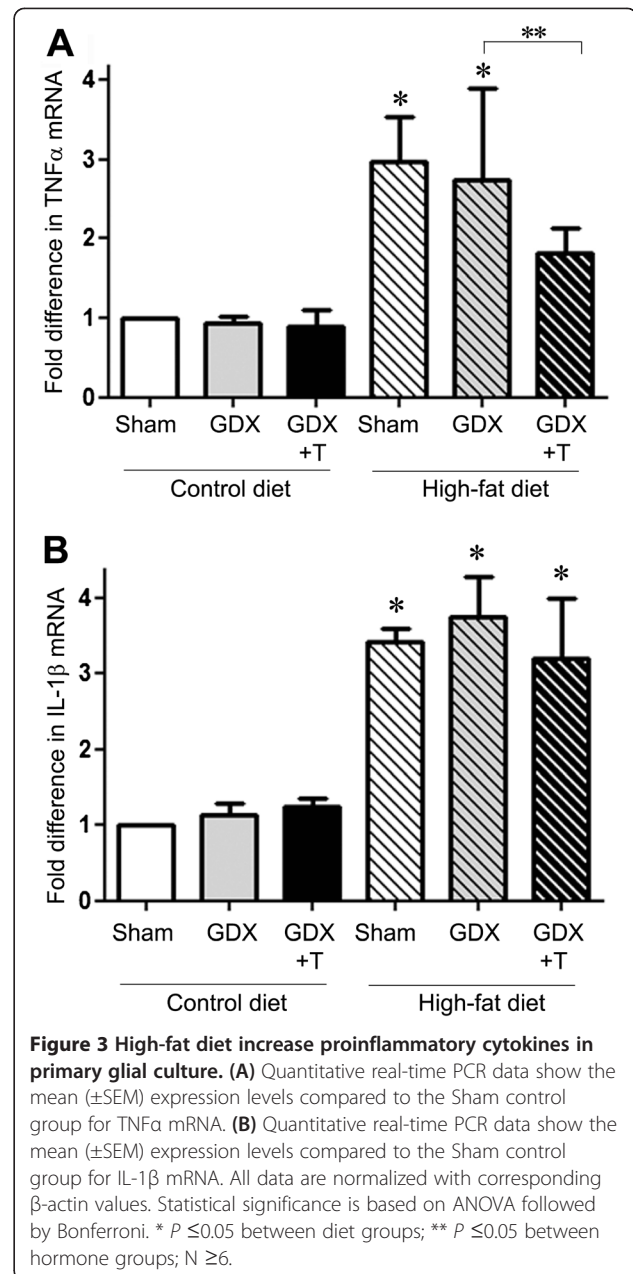 A
**
Fold difference in TNFα mRNA
4
3
2
1
0
* *
Sham GDX GDX +T Sham GDX GDX +T
Control diet High-fat diet
B
Fold difference in IL-1β mRNA
4
3
2
1
0
* * *
Sham GDX GDX +T Sham GDX GDX +T
Control diet High-fat diet
Figure 3 High-fat diet increase proinflammatory cytokines in
primary glial culture. (A) Quantitative real-time PCR data show the
mean (±SEM) expression levels compared to the Sham control
group for TNFα mRNA. (B) Quantitative real-time PCR data show the
mean (±SEM) expression levels compared to the Sham control
group for IL-1β mRNA. All data are normalized with corresponding
β-actin values. Statistical significance is based on ANOVA followed
by Bonferroni. * P ≤0.05 between diet groups; ** P ≤0.05 between
hormone groups; N ≥6.